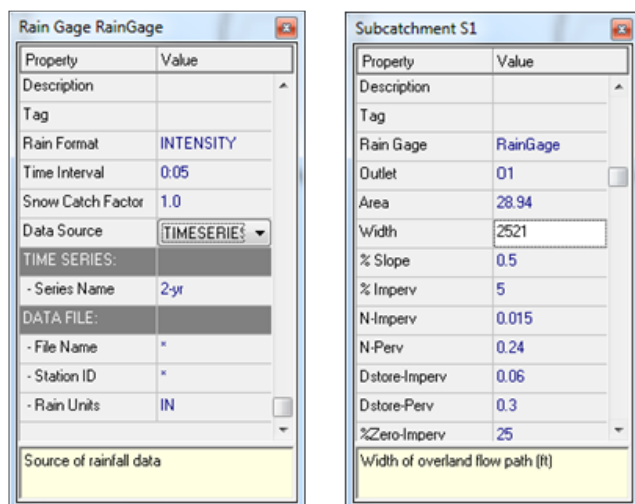 Rain Gage RainGage
Property Value
Description
Tag
Rain Format INTENSITY
Time Interval 0:05
Snow Catch Factor 1.0
Data Source TIMESERIES
TIME SERIES:
- Series Name 2-yr
DATA FILE:
- File Name *
- Station ID *
- Rain Units IN
Source of rainfall data
Subcatchment S1
Property Value
Description
Tag
Rain Gage RainGage
Outlet O1
Area 28.94
Width 2521
% Slope 0.5
% Imperv 5
N-Imperv 0.015
N-Perv 0.24
Dstore-Imperv 0.06
Dstore-Perv 0.3
%Zero-Imperv 25
Width of overland flow path (ft)